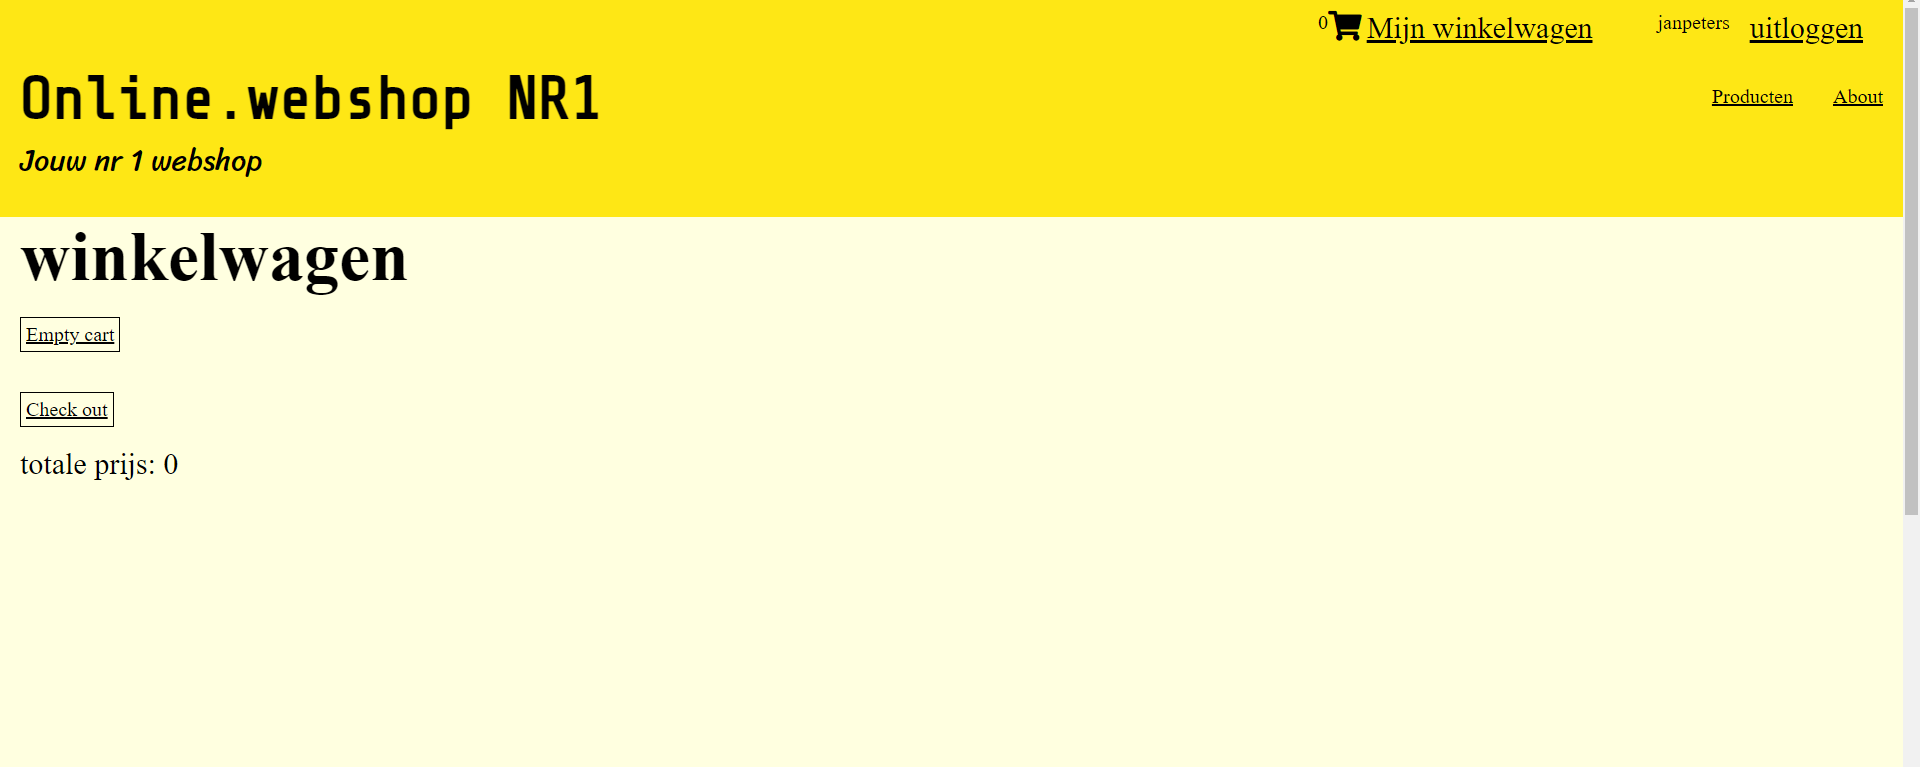 0 Mijn winkelwagen janpeters uitloggen
Online.webshop NR1
Producten About
Jouw nr 1 webshop
winkelwagen
Empty cart
Check out
totale prijs: 0